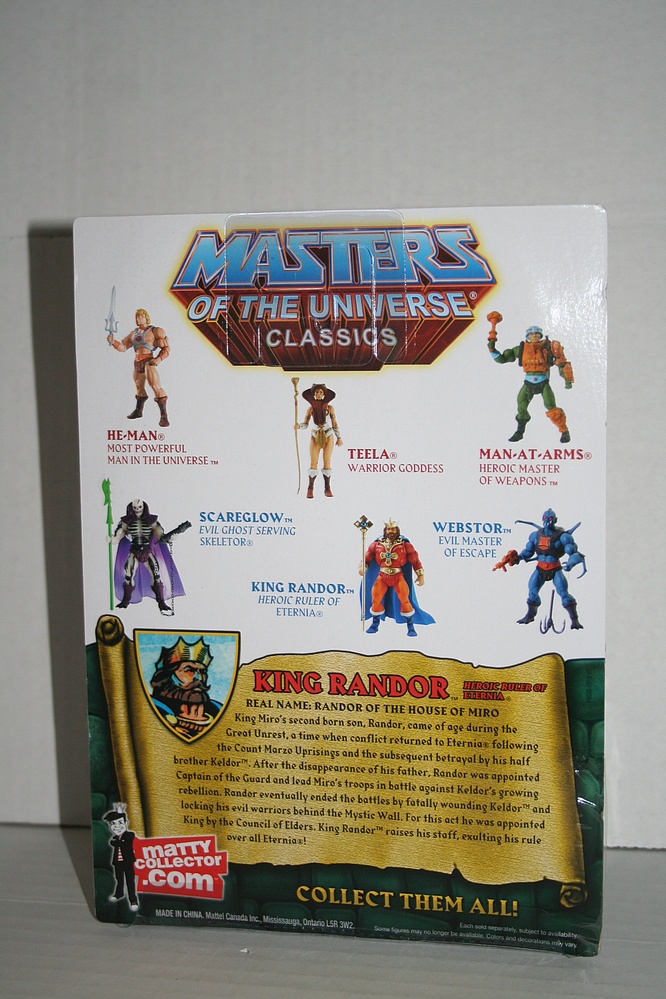 MASTERS
OF THE UNIVERSE®
CLASSICS
HE-MAN®
MOST POWERFUL
MAN IN THE UNIVERSE™
TEELA®
WARRIOR GODDESS
MAN-AT-ARMS®
HEROIC MASTER
OF WEAPONS™
SCAREGLOW™
EVIL GHOST SERVING
SKELETOR®
KING RANDOR™
HEROIC RULER OF
ETERNIA®
WEBSTOR™
EVIL MASTER
OF ESCAPE
KING RANDOR™ HEROIC RULER OF
ETERNIA®
REAL NAME: RANDOR OF THE HOUSE OF MIRO
King Miro's second born son, Randor, came of age during the
Great Unrest, a time when conflict returned to Eternia® following
the Count Marzo Uprisings and the subsequent betrayal by his half
brother Keldor™. After the disappearance of his father, Randor was appointed
Captain of the Guard and lead Miro's troops in battle against Keldor's growing
rebellion. Randor eventually ended the battles by fatally wounding Keldor™ and
locking his evil warriors behind the Mystic Wall. For this act he was appointed
King by the Council of Elders. King Randor™ raises his staff, exulting his rule
over all Eternia®!
matty
COLLECTOR
.com™
COLLECT THEM ALL!
MADE IN CHINA. Mattel Canada Inc., Mississauga, Ontario L5R 3W2.
Each sold separately, subject to availability.
Some figures may no longer be available. Colors and decorations may vary.